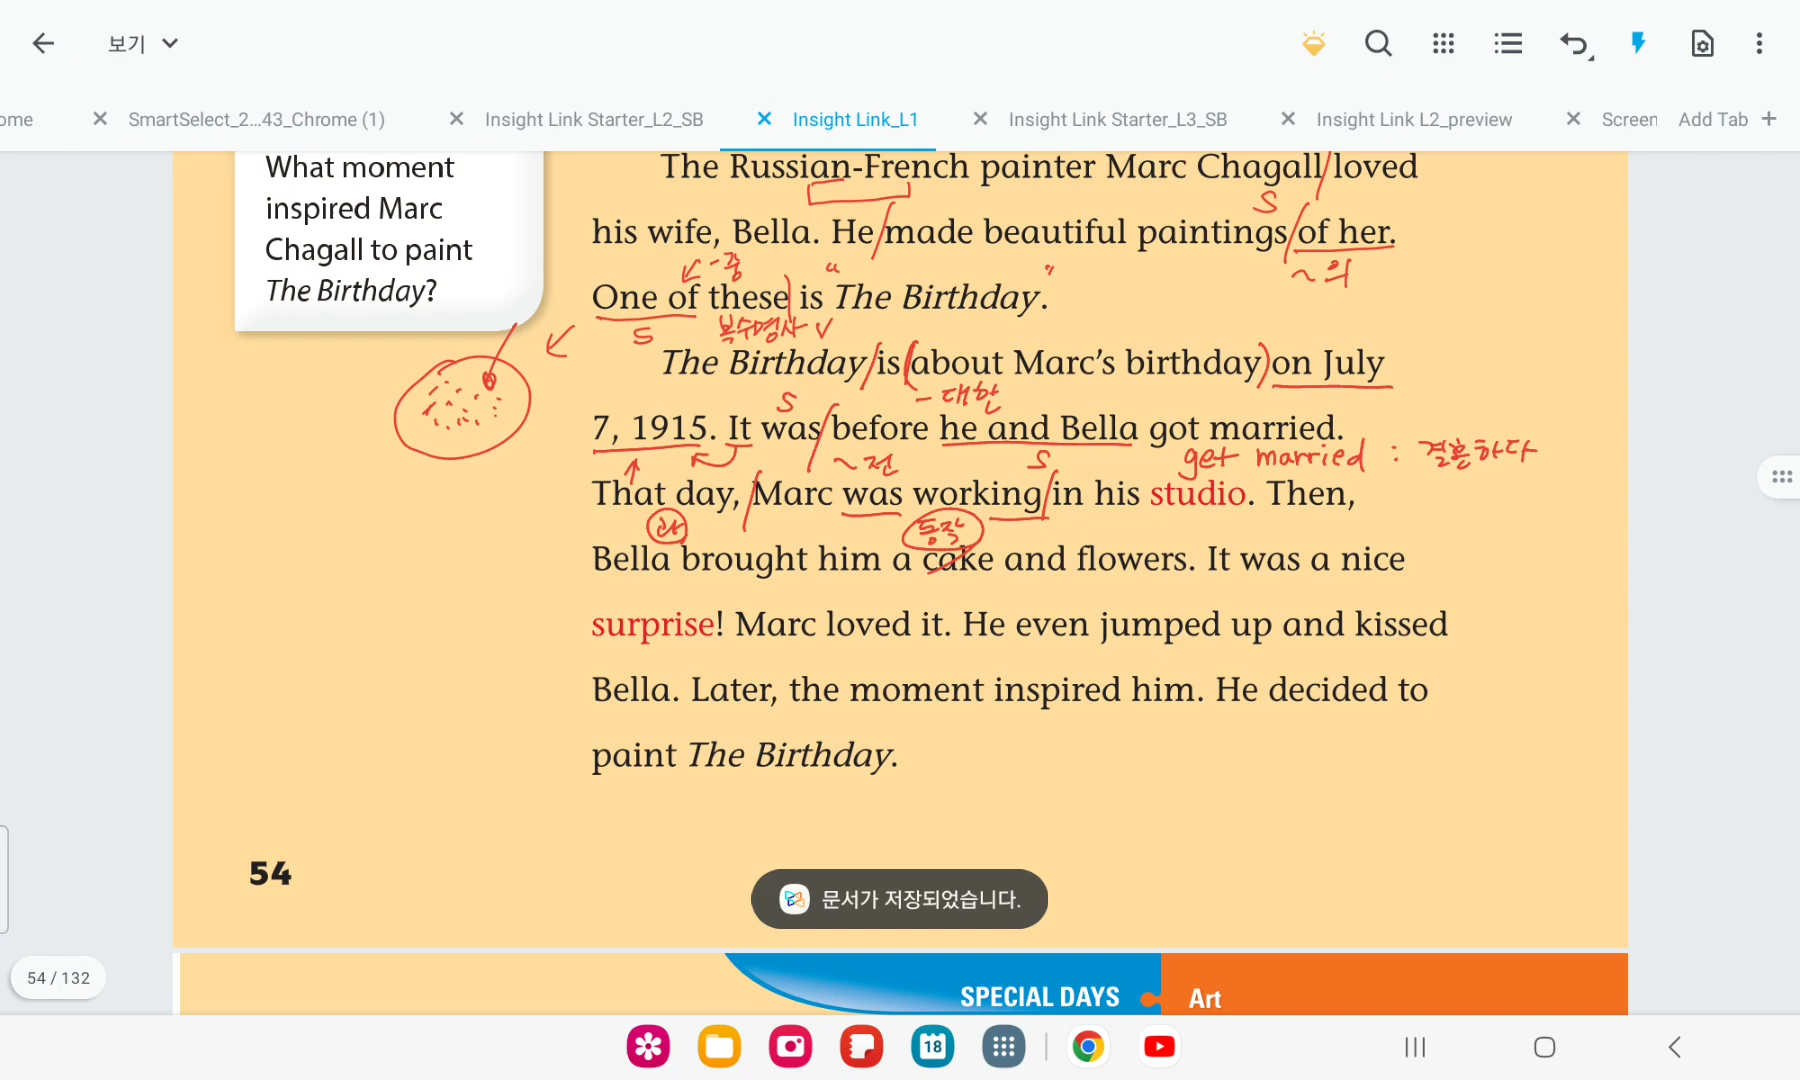 보기
ome
SmartSelect_2...43_Chrome (1)
Insight Link Starter_L2_SB
Insight Link_L1
Insight Link Starter_L3_SB
Insight Link L2_preview
Screen
Add Tab +
What moment
inspired Marc
Chagall to paint
The Birthday?
The Russian-French painter Marc Chagall loved
S
his wife, Bella. He made beautiful paintings of her.
~중
~의
One of these is "The Birthday."
S 복수명사 v
The Birthday is about Marc's birthday on July
S ~대한
7, 1915. It was before he and Bella got married.
~전 S get married : 결혼하다
That day, Marc was working in his studio. Then,
과 동작
Bella brought him a cake and flowers. It was a nice
surprise! Marc loved it. He even jumped up and kissed
Bella. Later, the moment inspired him. He decided to
paint The Birthday.
54
문서가 저장되었습니다.
54 / 132
SPECIAL DAYS
Art
18